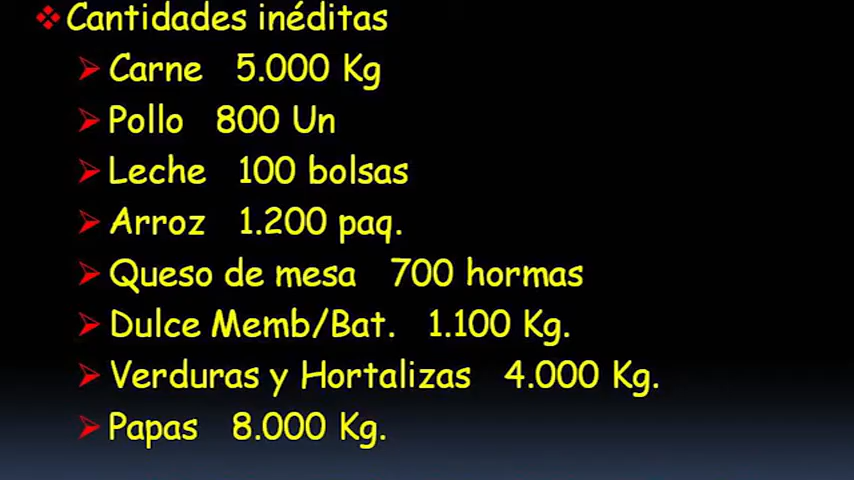 Cantidades inéditas
Carne 5.000 Kg
Pollo 800 Un
Leche 100 bolsas
Arroz 1.200 paq.
Queso de mesa 700 hormas
Dulce Memb/Bat. 1.100 Kg.
Verduras y Hortalizas 4.000 Kg.
Papas 8.000 Kg.